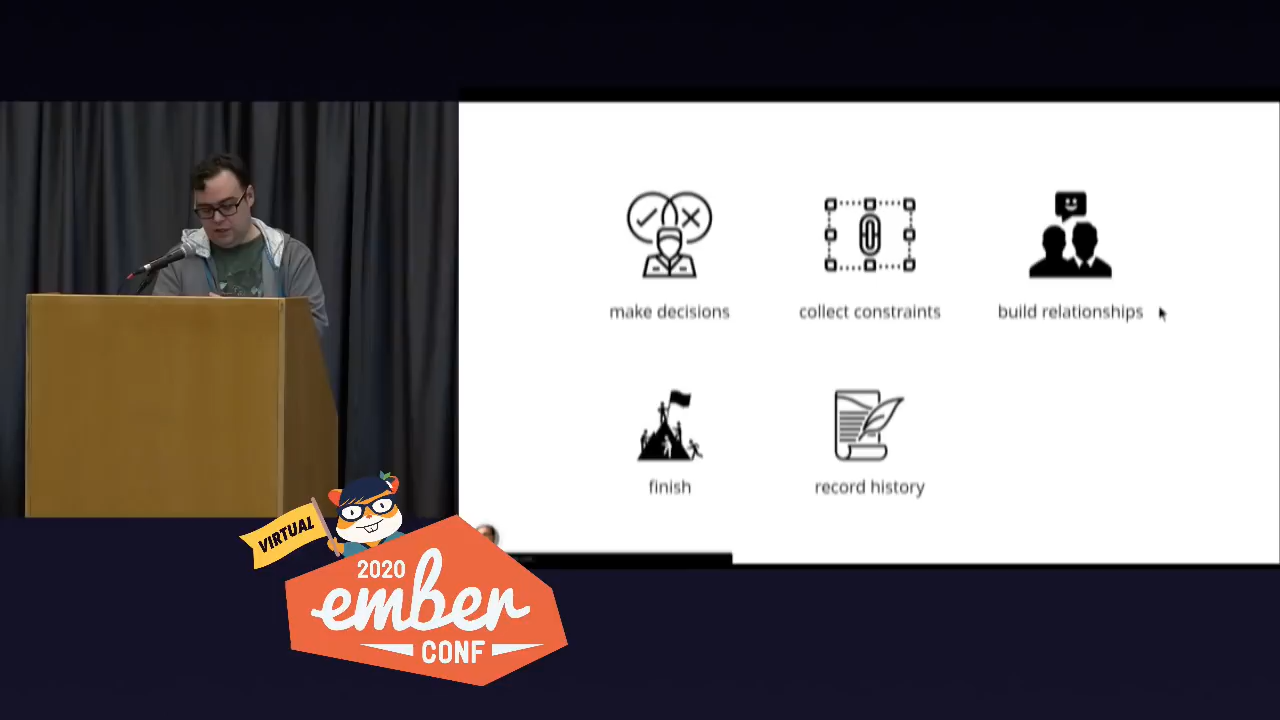 make decisions
collect constraints
build relationships
finish
record history
VIRTUAL
2020
ember
CONF